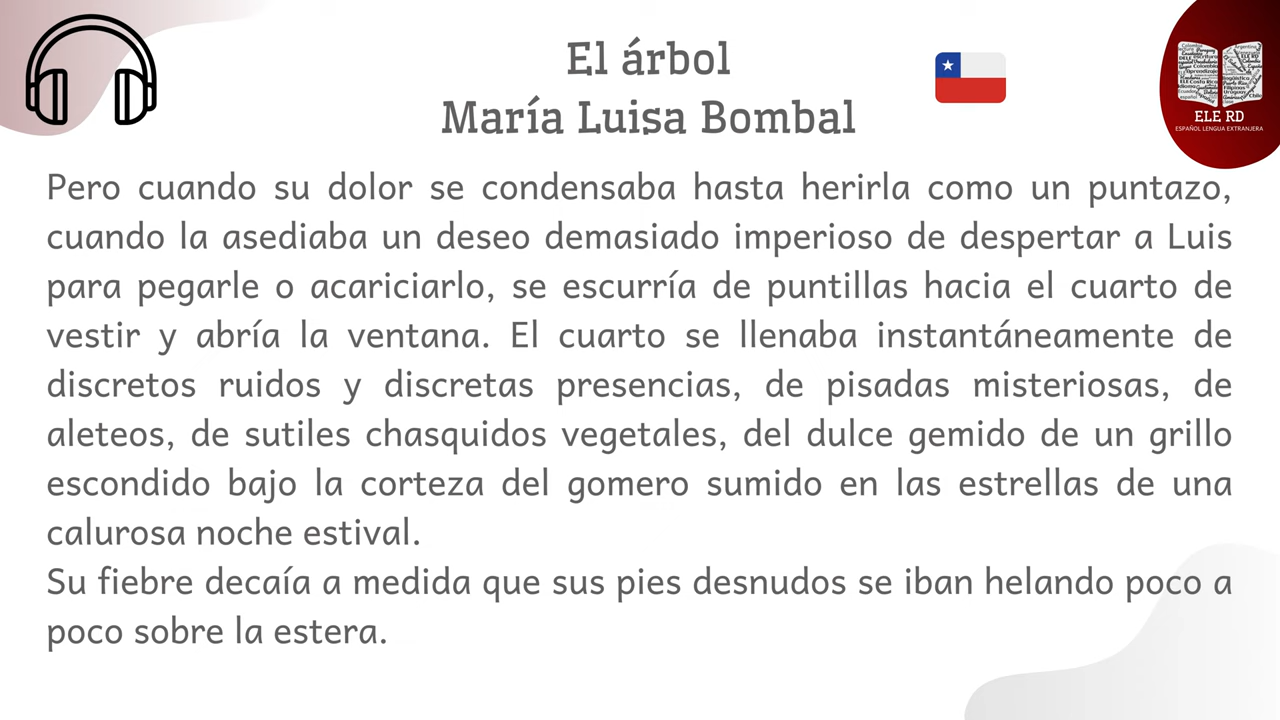 El árbol
María Luisa Bombal
ELE RD
ESPAÑOL LENGUA EXTRANJERA
Pero cuando su dolor se condensaba hasta herirla como un puntazo,
cuando la asediaba un deseo demasiado imperioso de despertar a Luis
para pegarle o acariciarlo, se escurría de puntillas hacia el cuarto de
vestir y abría la ventana. El cuarto se llenaba instantáneamente de
discretos ruidos y discretas presencias, de pisadas misteriosas, de
aleteos, de sutiles chasquidos vegetales, del dulce gemido de un grillo
escondido bajo la corteza del gomero sumido en las estrellas de una
calurosa noche estival.
Su fiebre decaía a medida que sus pies desnudos se iban helando poco a
poco sobre la estera.